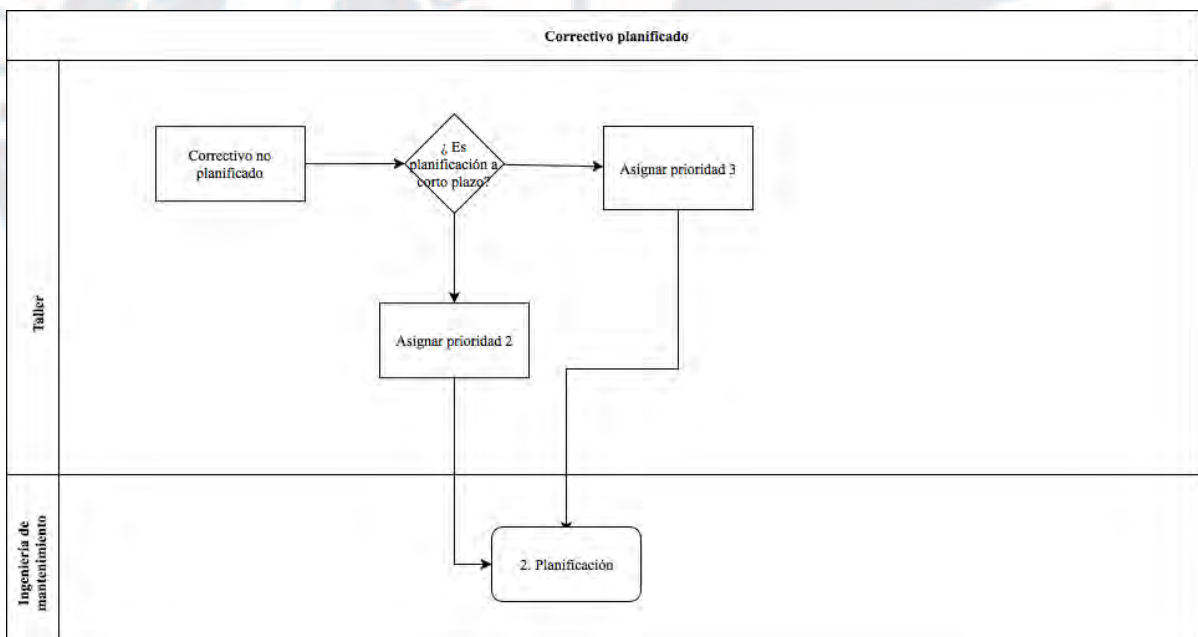 Correctivo planificado
Taller
Correctivo no
planificado
¿ Es
planificación a
corto plazo?
Asignar prioridad 3
Asignar prioridad 2
Ingeniería de
mantenimiento
2. Planificación